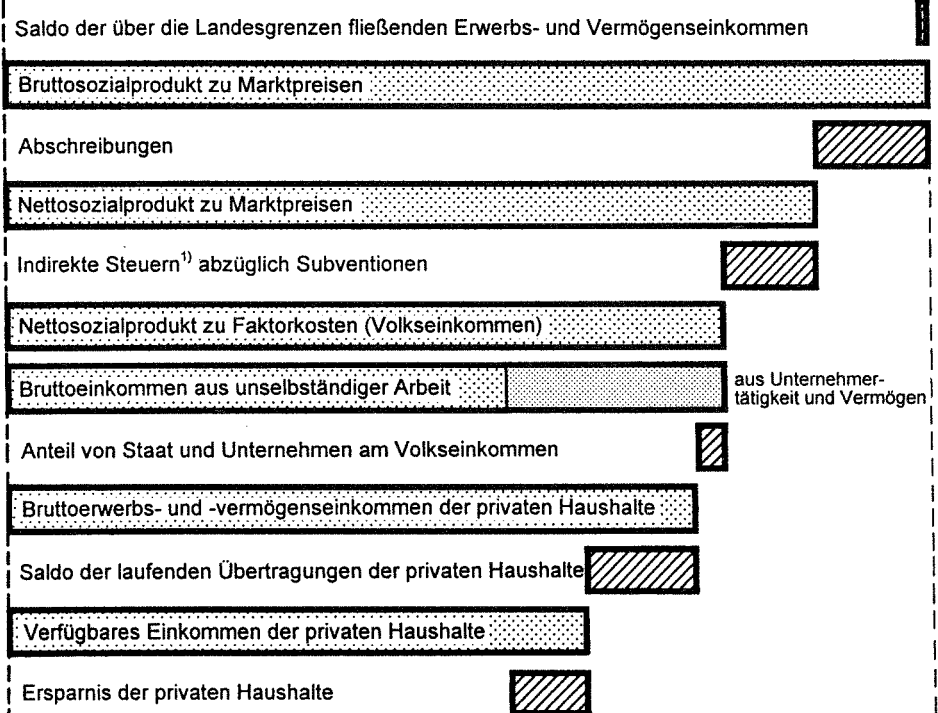 Saldo der über die Landesgrenzen fließenden Erwerbs- und Vermögenseinkommen
Bruttosozialprodukt zu Marktpreisen
Abschreibungen
Nettosozialprodukt zu Marktpreisen
Indirekte Steuern¹⁾ abzüglich Subventionen
Nettosozialprodukt zu Faktorkosten (Volkseinkommen)
Bruttoeinkommen aus unselbständiger Arbeit
aus Unternehmer-
tätigkeit und Vermögen
Anteil von Staat und Unternehmen am Volkseinkommen
Bruttoerwerbs- und -vermögenseinkommen der privaten Haushalte
Saldo der laufenden Übertragungen der privaten Haushalte
Verfügbares Einkommen der privaten Haushalte
Ersparnis der privaten Haushalte